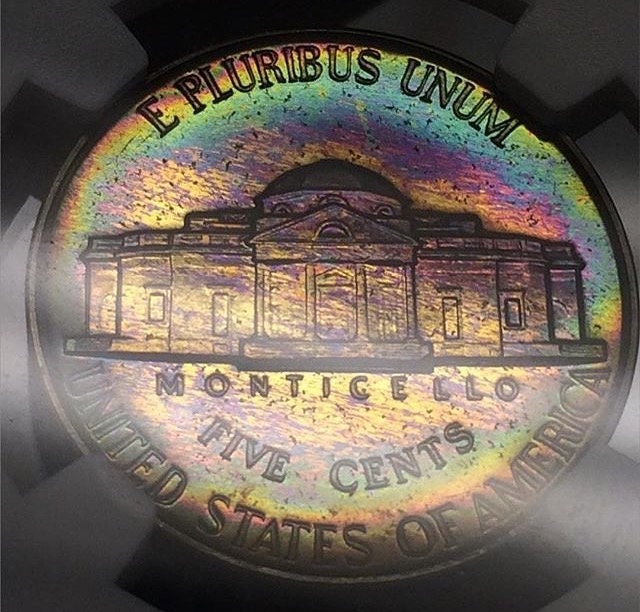 E PLURIBUS UNUM
MONTICELLO
FIVE CENTS
UNITED STATES OF AMERICA